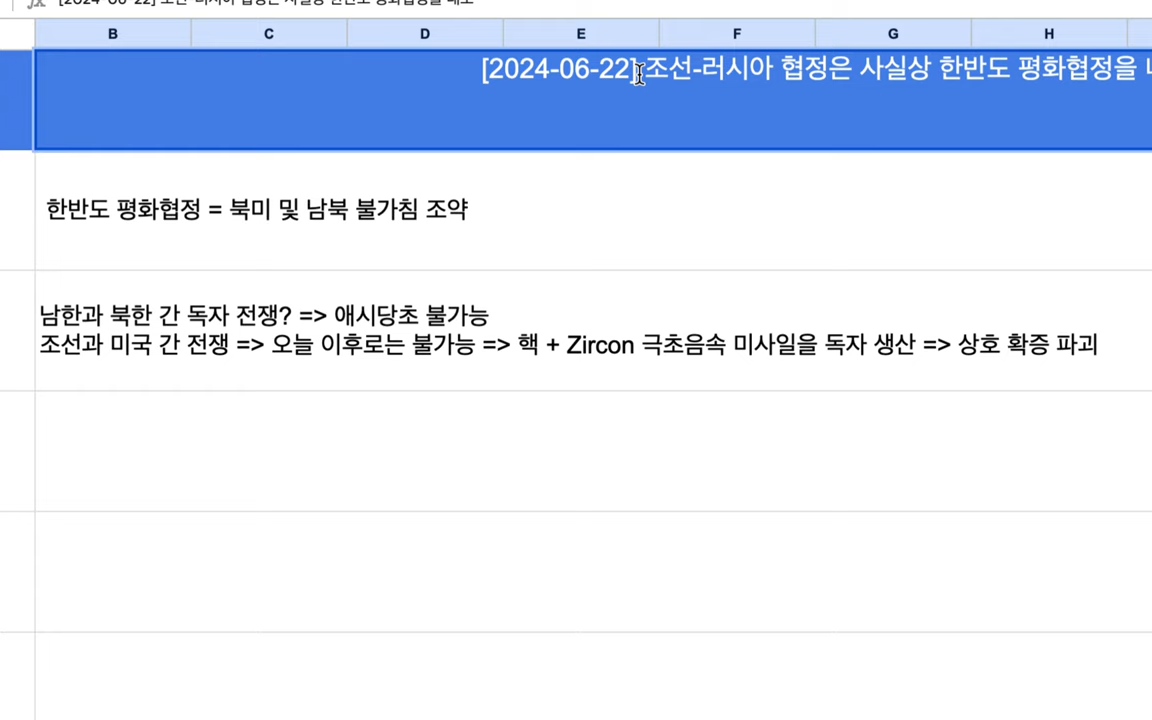 B C D E F G H
[2024-06-22] 조선-러시아 협정은 사실상 한반도 평화협정을
한반도 평화협정 = 북미 및 남북 불가침 조약
남한과 북한 간 독자 전쟁? => 애시당초 불가능
조선과 미국 간 전쟁 => 오늘 이후로는 불가능 => 핵 + Zircon 극초음속 미사일을 독자 생산 => 상호 확증 파괴